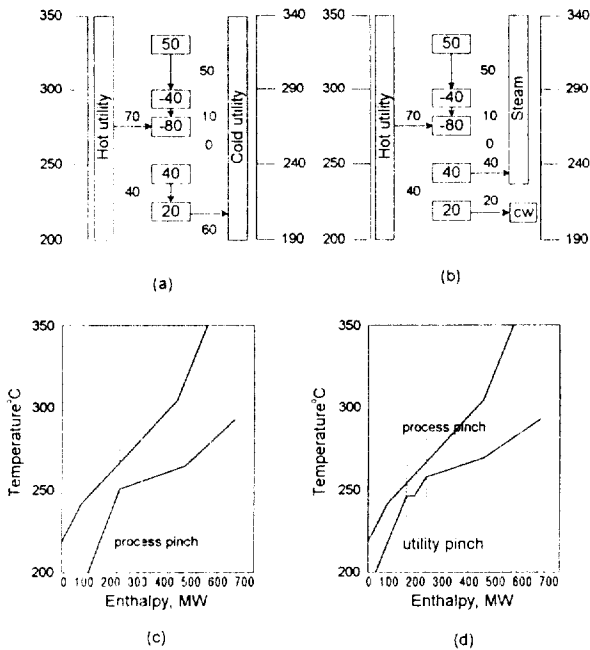 350
300
250
200
Hot utility
50
50
-40
70
10
-80
0
40
40
20
60
Cold utility
340
290
240
190
(a)
350
300
250
200
Hot utility
50
50
-40
70
10
-80
0
40
40
40
20
20
Steam
CW
340
290
240
190
(b)
350
300
250
200
Temperature°C
process pinch
0 100 200 300 400 500 600 700
Enthalpy, MW
(c)
350
300
250
200
Temperature°C
process pinch
utility pinch
0 100 200 300 400 500 600 700
Enthalpy, MW
(d)